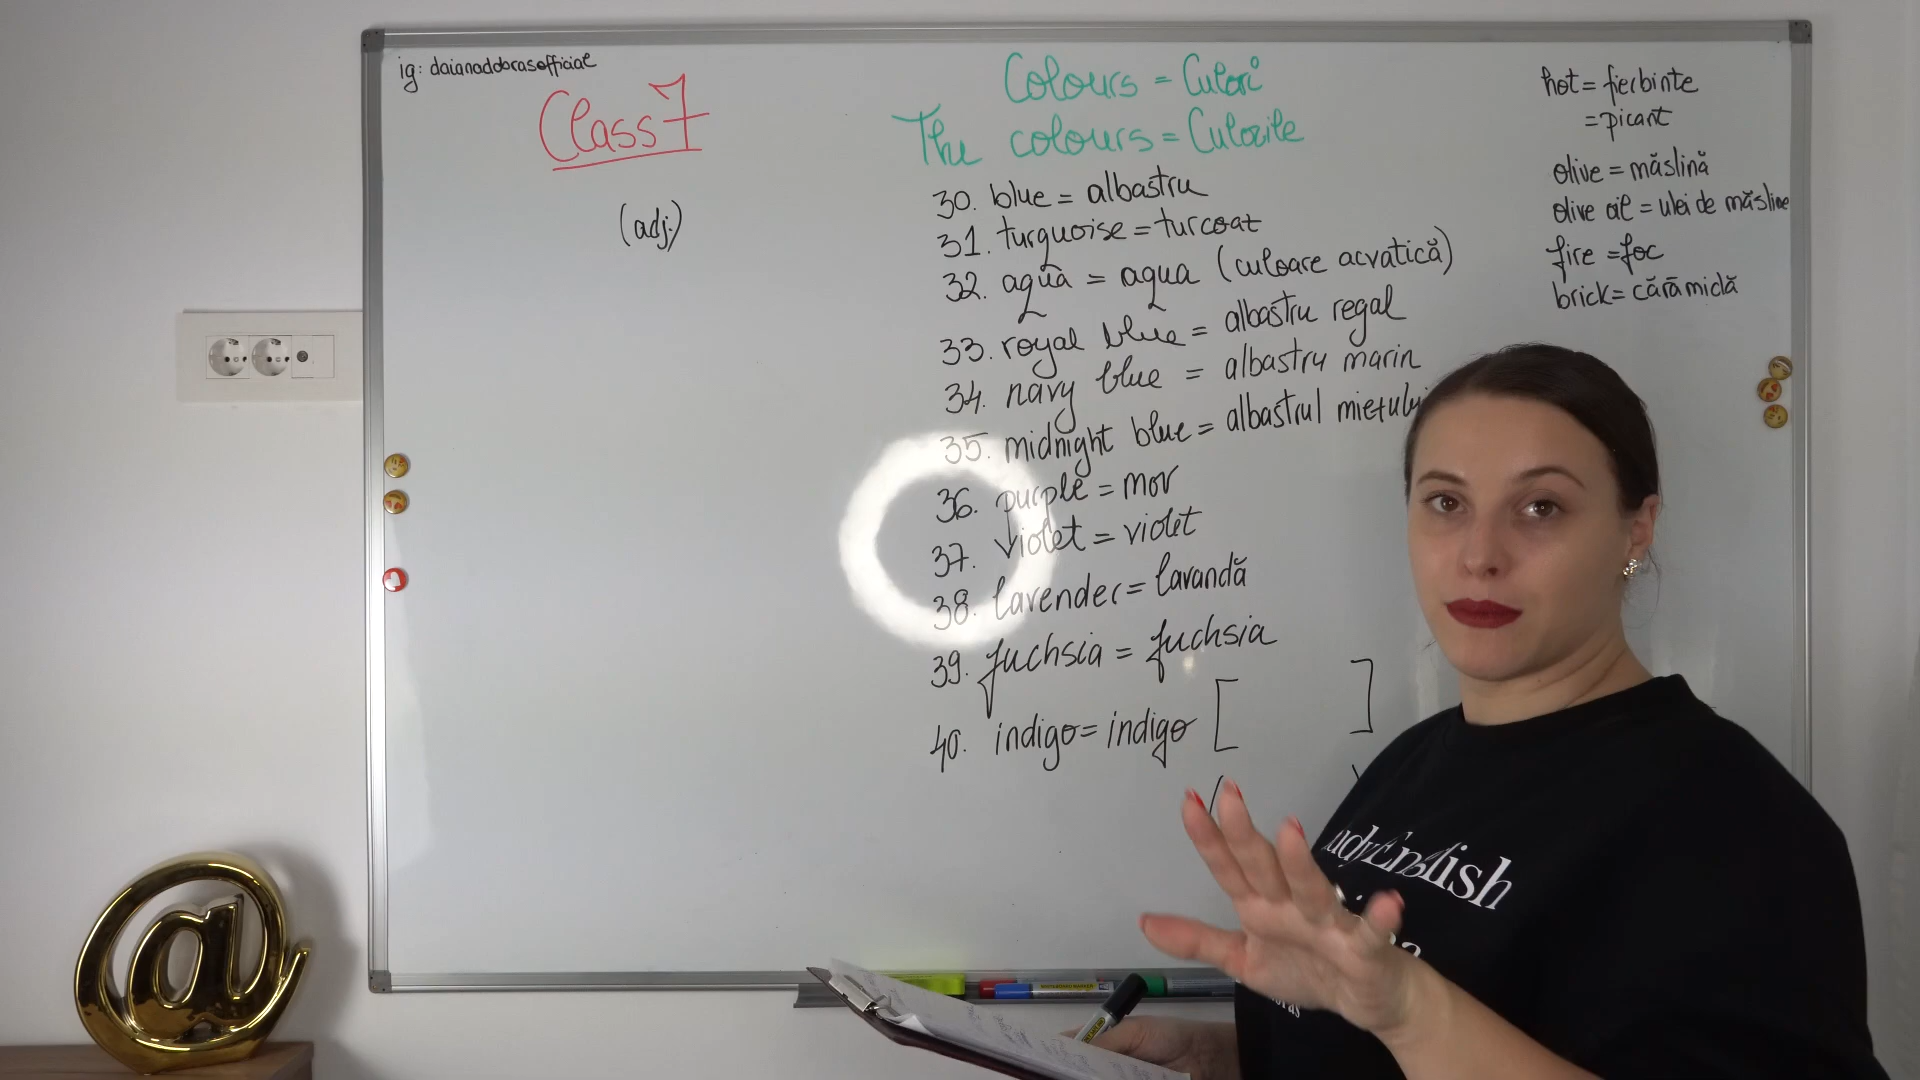 ig: daianaddobrasofficial
Class 7
(adj.)
Colours = Culori
The colours = Culorile
30. blue = albastru
31. turquoise = turcoat
32. aqua = aqua (culoare acvatică)
33. royal blue = albastru regal
34. navy blue = albastru marin
35. midnight blue = albastrul miezului
36. purple = mov
37. violet = violet
38. lavender = lavandă
39. fuchsia = fuchsia
40. indigo = indigo [ ]
hot = fierbinte
= picant
olive = măslină
olive oil = ulei de măsline
fire = foc
brick = cărămidă
English